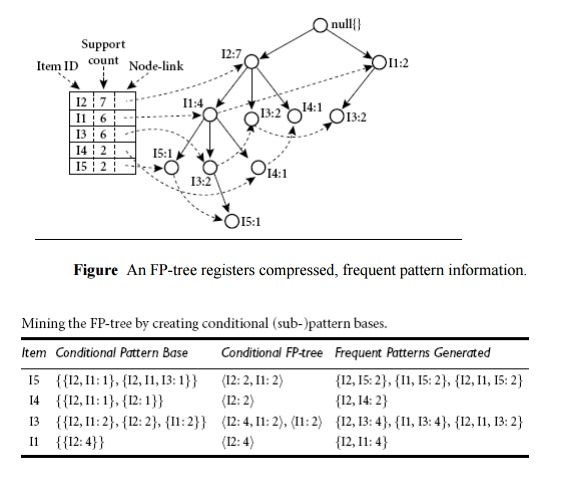 null{}
Support
Item ID count Node-link
I2:7
I1:2
I2 7
I1 6
I3 6
I4 2
I5 2
I1:4
I3:2
I4:1
I3:2
I5:1
I3:2
I4:1
I5:1
Figure An FP-tree registers compressed, frequent pattern information.
Mining the FP-tree by creating conditional (sub-)pattern bases.
Item Conditional Pattern Base Conditional FP-tree Frequent Patterns Generated
I5 {{I2, I1: 1}, {I2, I1, I3: 1}} ⟨I2: 2, I1: 2⟩ {I2, I5: 2}, {I1, I5: 2}, {I2, I1, I5: 2}
I4 {{I2, I1: 1}, {I2: 1}} ⟨I2: 2⟩ {I2, I4: 2}
I3 {{I2, I1: 2}, {I2: 2}, {I1: 2}} ⟨I2: 4, I1: 2⟩, ⟨I1: 2⟩ {I2, I3: 4}, {I1, I3: 4}, {I2, I1, I3: 2}
I1 {{I2: 4}} ⟨I2: 4⟩ {I2, I1: 4}